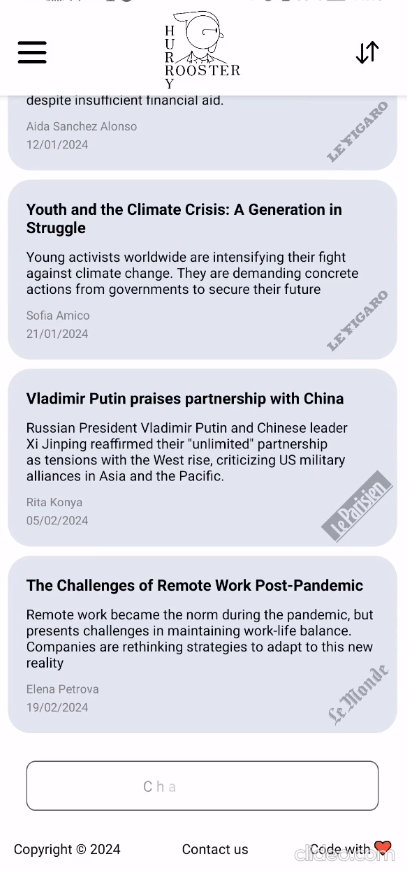 HURRY
ROOSTER
despite insufficient financial aid.
Aida Sanchez Alonso
12/01/2024
LE FIGARO
Youth and the Climate Crisis: A Generation in
Struggle
Young activists worldwide are intensifying their fight
against climate change. They are demanding concrete
actions from governments to secure their future
Sofia Amico
21/01/2024
LE FIGARO
Vladimir Putin praises partnership with China
Russian President Vladimir Putin and Chinese leader
Xi Jinping reaffirmed their "unlimited" partnership
as tensions with the West rise, criticizing US military
alliances in Asia and the Pacific.
Rita Konya
05/02/2024
Le Parisien
The Challenges of Remote Work Post-Pandemic
Remote work became the norm during the pandemic, but
presents challenges in maintaining work-life balance.
Companies are rethinking strategies to adapt to this new
reality
Elena Petrova
19/02/2024
Le Monde
Cha
Copyright © 2024 Contact us Code with ❤️
clideo.com